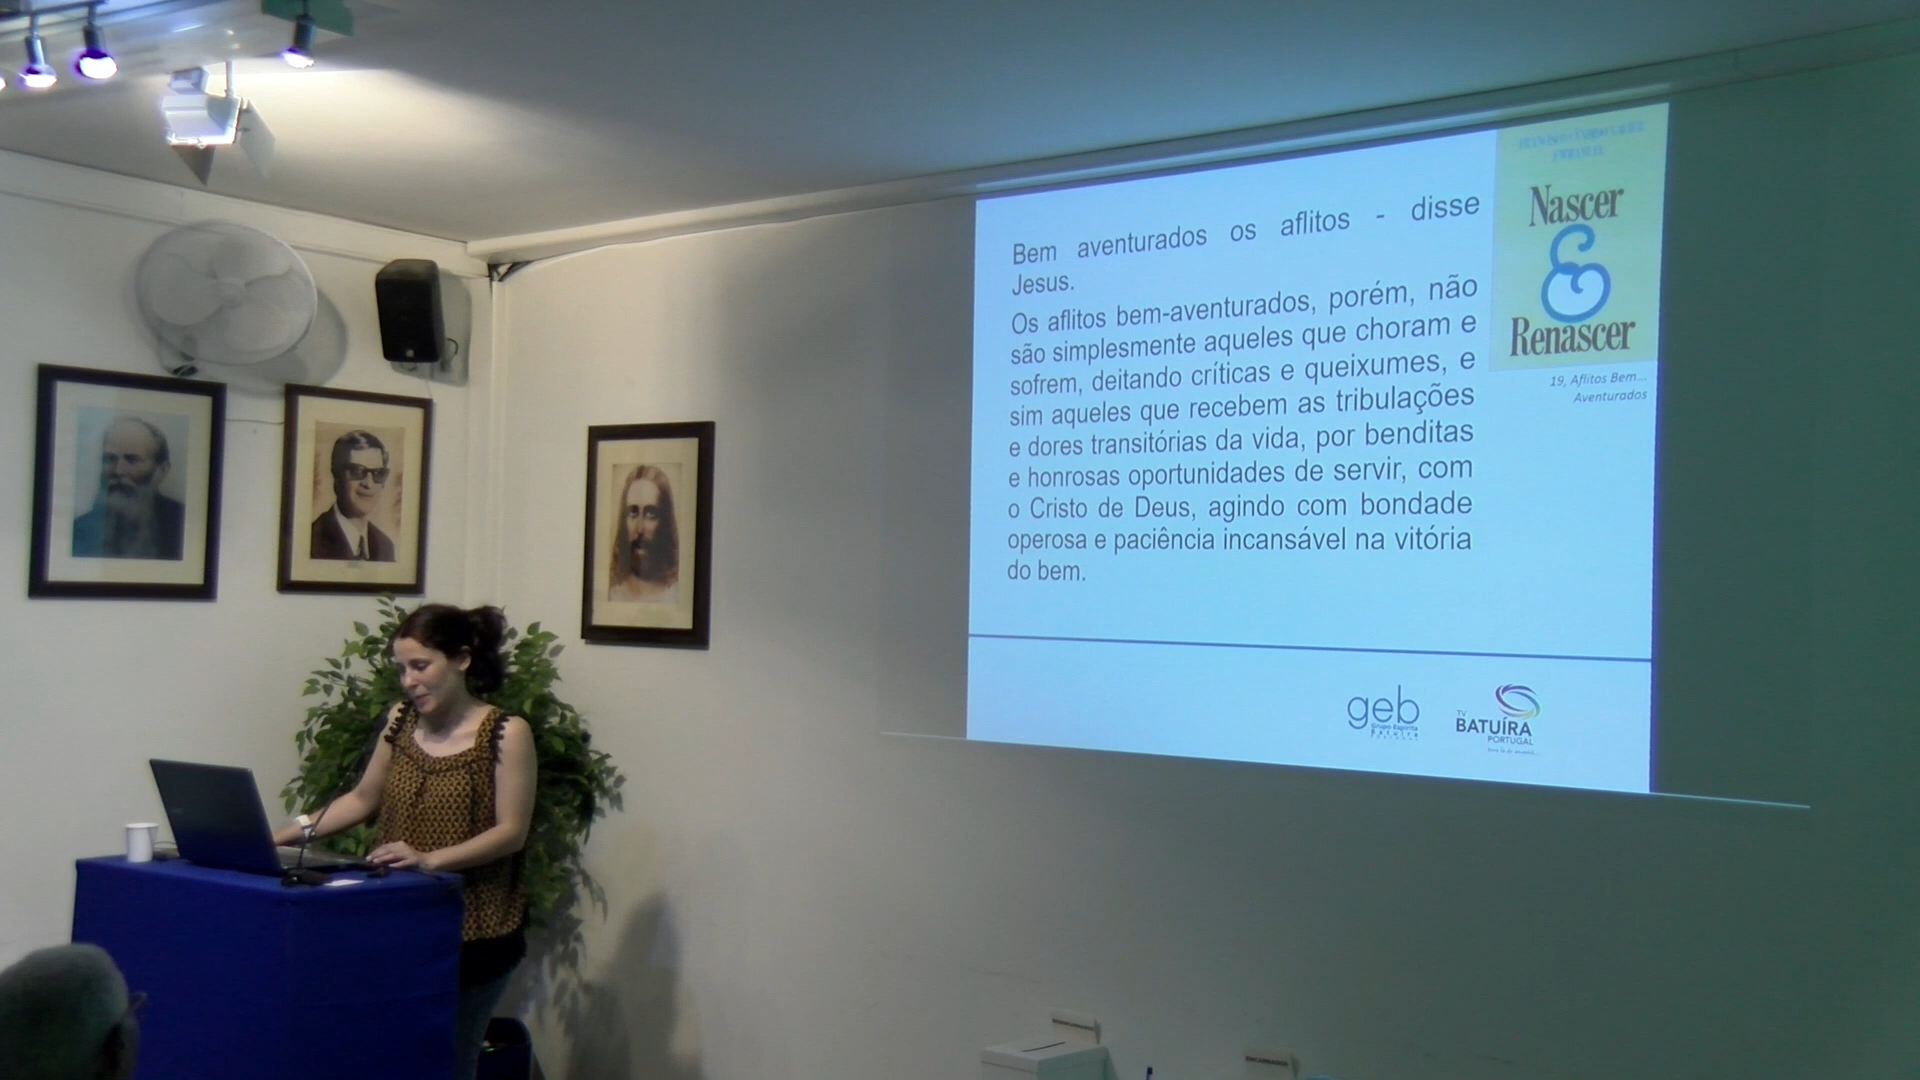 Bem aventurados os aflitos - disse
Jesus.
Os aflitos bem-aventurados, porém, não
são simplesmente aqueles que choram e
sofrem, deitando críticas e queixumes, e
sim aqueles que recebem as tribulações
e dores transitórias da vida, por benditas
e honrosas oportunidades de servir, com
o Cristo de Deus, agindo com bondade
operosa e paciência incansável na vitória
do bem.
Nascer
&
Renascer
19, Aflitos Bem...
Aventurados
geb
Grupo Espírita
Batuíra
TV
BATUÍRA
PORTUGAL